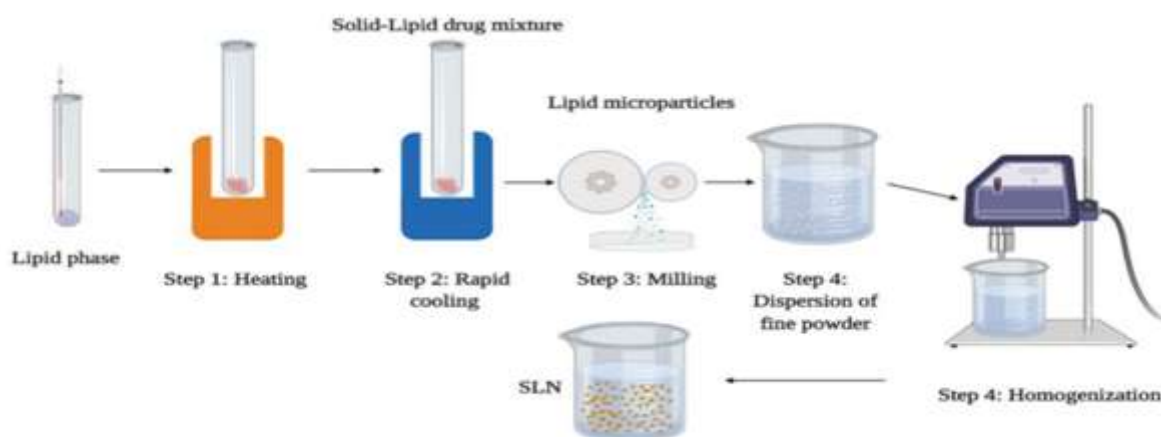 Solid-Lipid drug mixture
Lipid microparticles
Lipid phase
Step 1: Heating
Step 2: Rapid
cooling
Step 3: Milling
Step 4:
Dispersion of
fine powder
SLN
Step 4: Homogenization